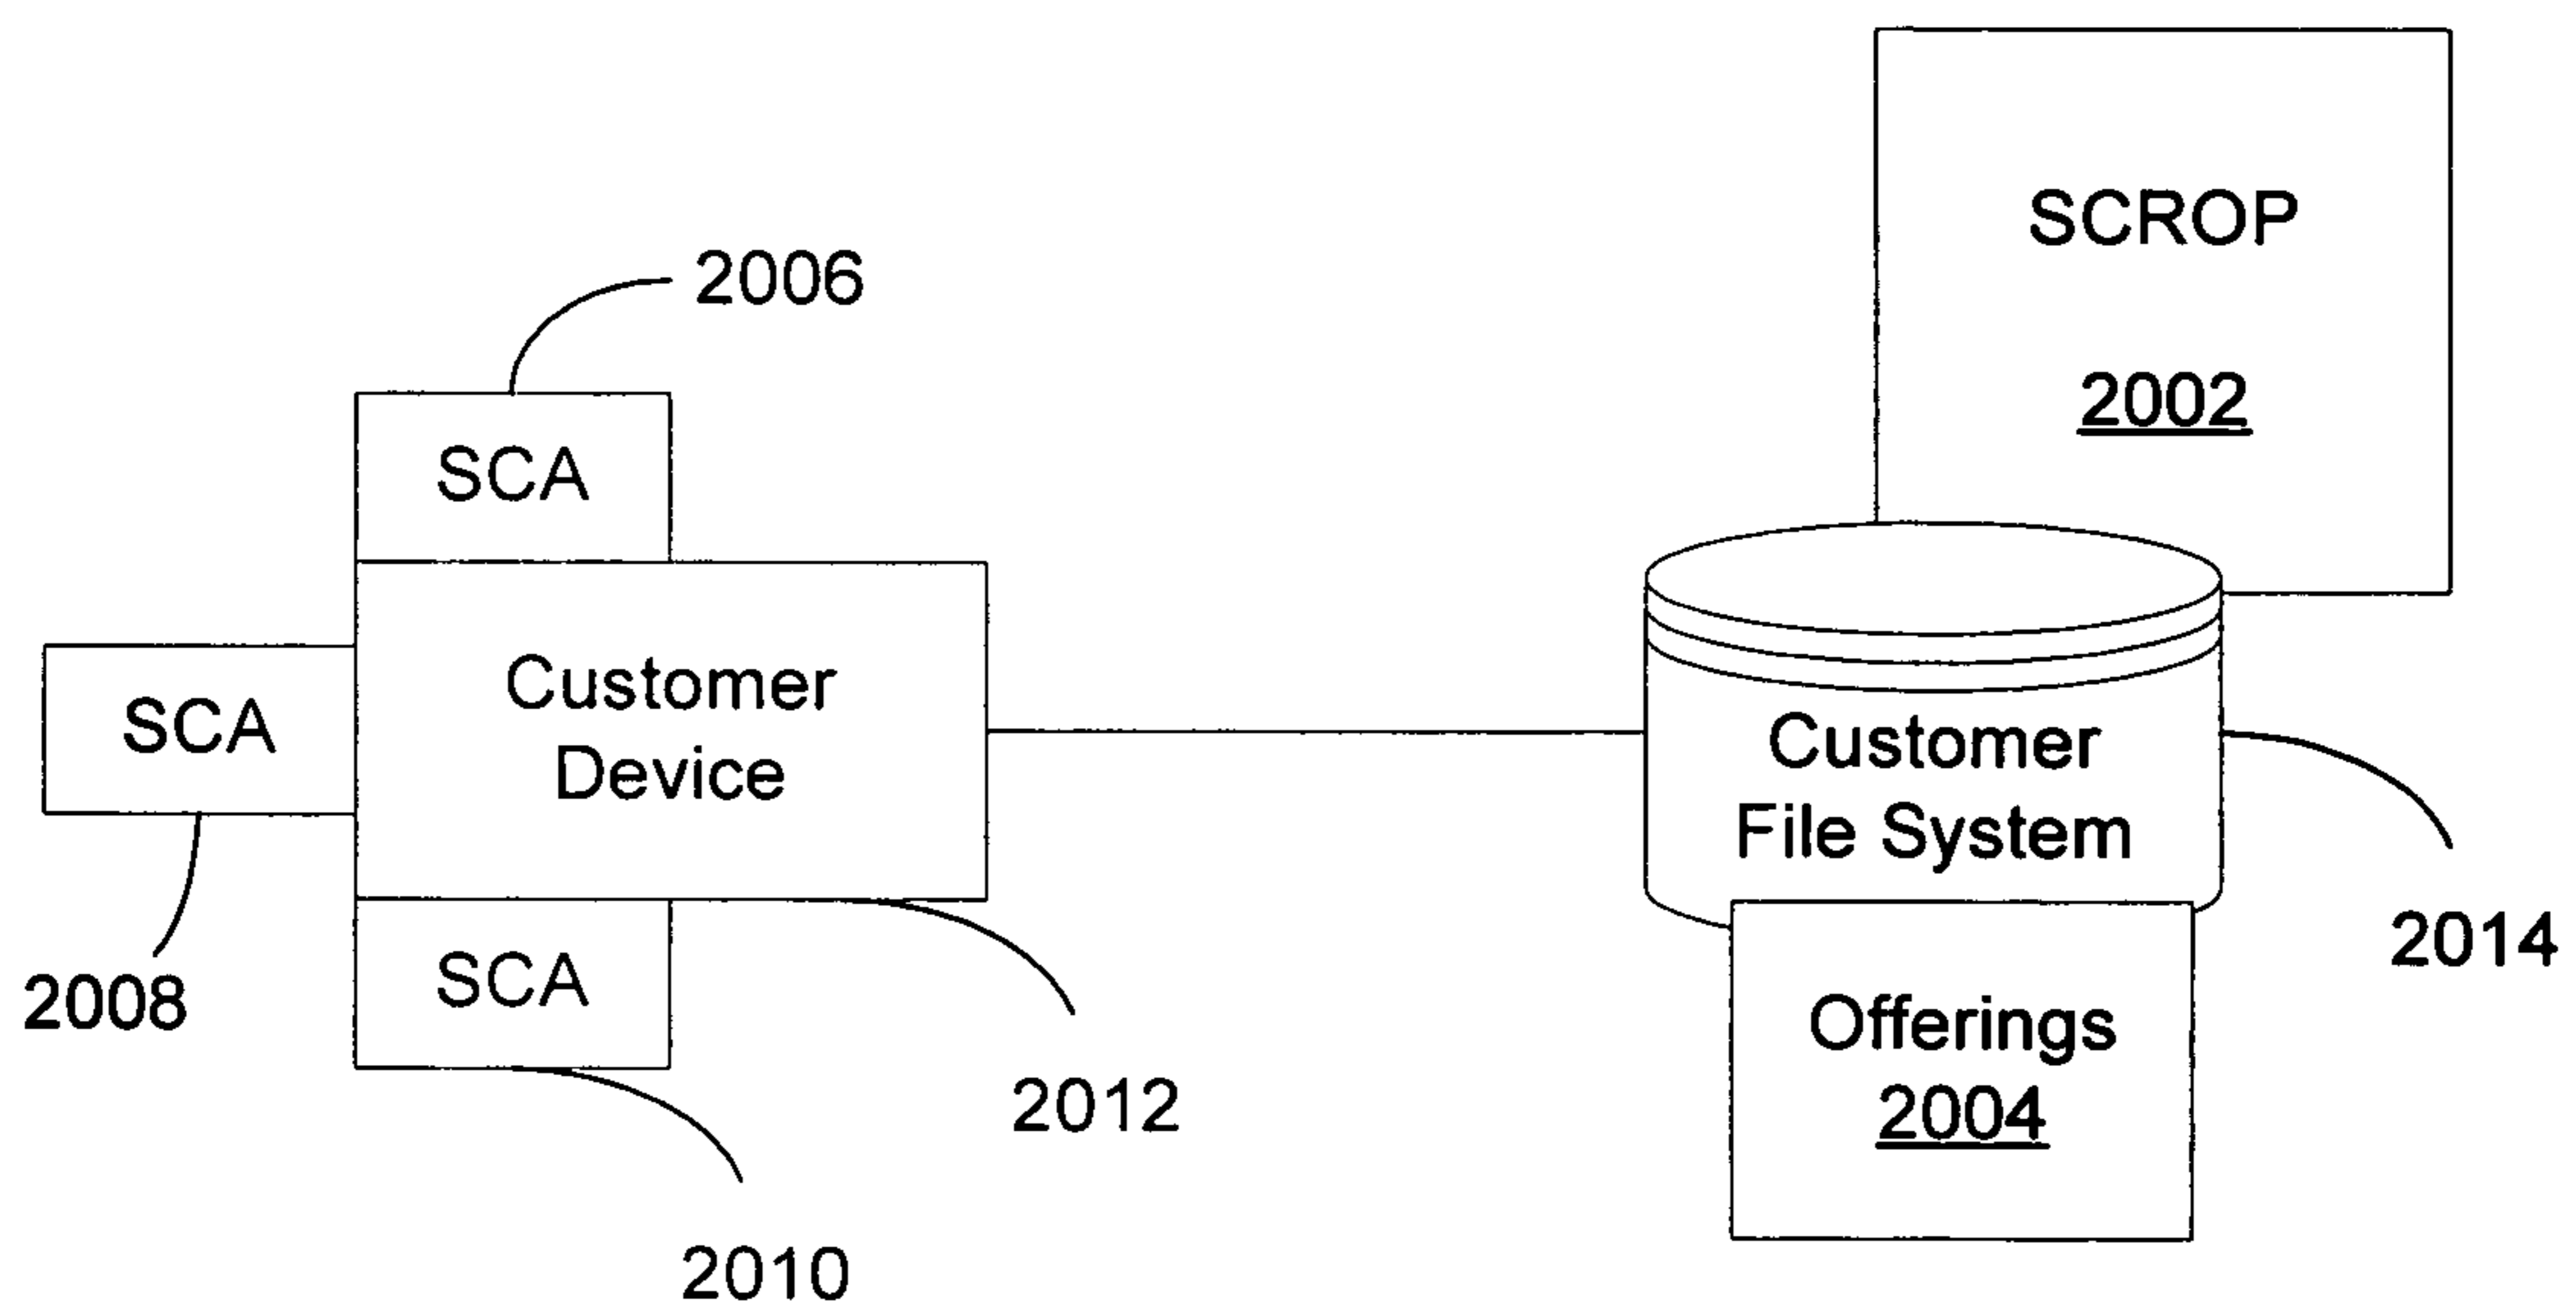 SCROP
2002
2006
SCA
Customer
Device
SCA
2008
SCA
2010
2012
Customer
File System
2014
Offerings
2004